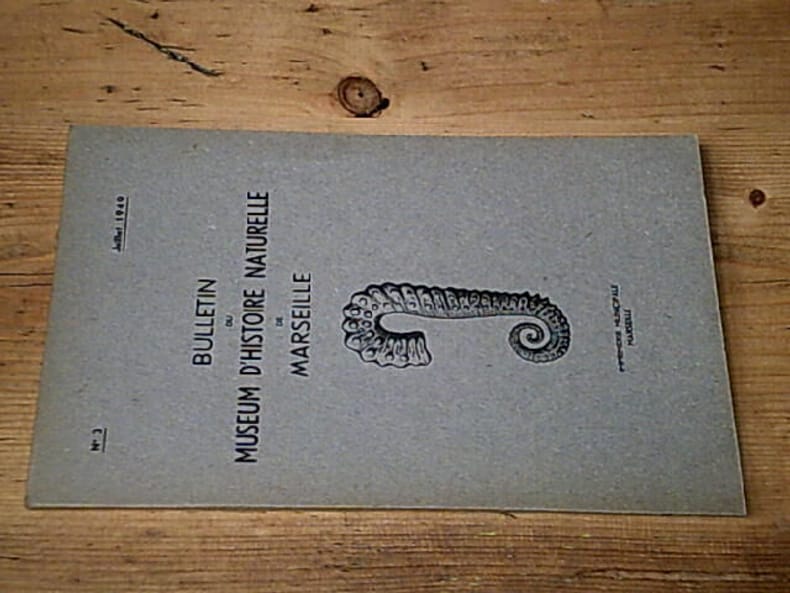 N° 3
Juillet 1940
BULLETIN
DU
MUSEUM D'HISTOIRE NATURELLE
DE
MARSEILLE
IMPRIMERIE MUNICIPALE
MARSEILLE